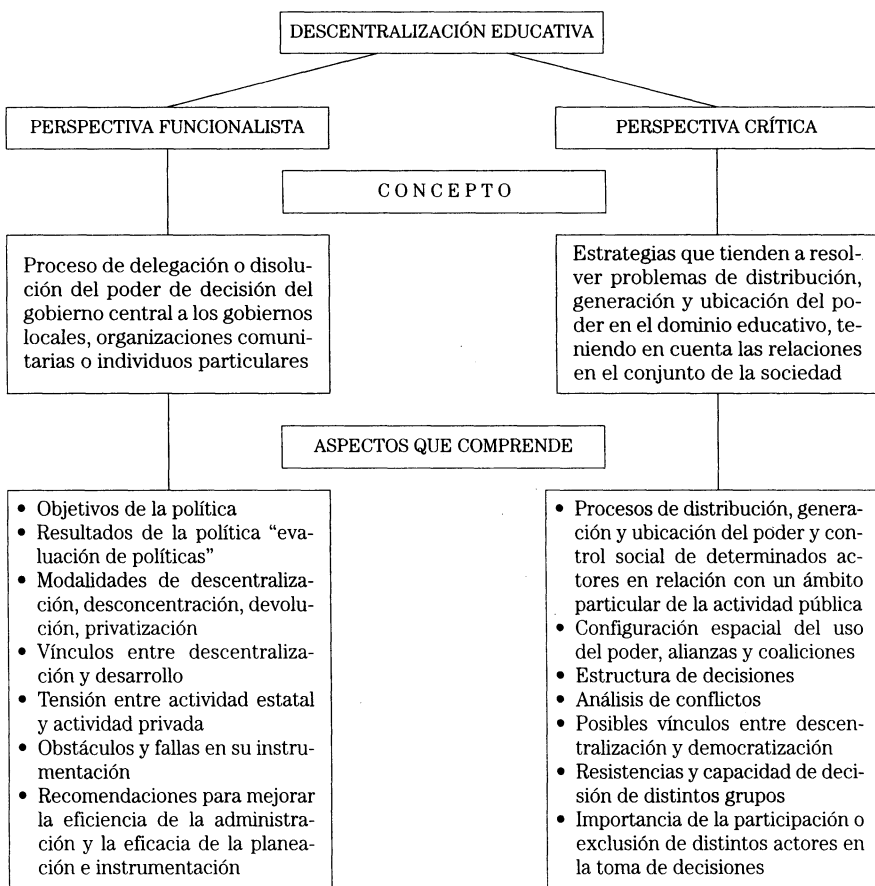 DESCENTRALIZACIÓN EDUCATIVA
PERSPECTIVA FUNCIONALISTA
PERSPECTIVA CRÍTICA
CONCEPTO
Proceso de delegación o disolu-
ción del poder de decisión del
gobierno central a los gobiernos
locales, organizaciones comuni-
tarias o individuos particulares
Estrategias que tienden a resol-
ver problemas de distribución,
generación y ubicación del po-
der en el dominio educativo, te-
niendo en cuenta las relaciones
en el conjunto de la sociedad
ASPECTOS QUE COMPRENDE
• Objetivos de la política
• Resultados de la política “eva-
luación de políticas”
• Modalidades de descentraliza-
ción, desconcentración, devolu-
ción, privatización
• Vínculos entre descentraliza-
ción y desarrollo
• Tensión entre actividad estatal
y actividad privada
• Obstáculos y fallas en su instru-
mentación
• Recomendaciones para mejorar
la eficiencia de la administra-
ción y la eficacia de la planea-
ción e instrumentación
• Procesos de distribución, genera-
ción y ubicación del poder y con-
trol social de determinados ac-
tores en relación con un ámbito
particular de la actividad pública
• Configuración espacial del uso
del poder, alianzas y coaliciones
• Estructura de decisiones
• Análisis de conflictos
• Posibles vínculos entre descen-
tralización y democratización
• Resistencias y capacidad de deci-
sión de distintos grupos
• Importancia de la participación o
exclusión de distintos actores en
la toma de decisiones